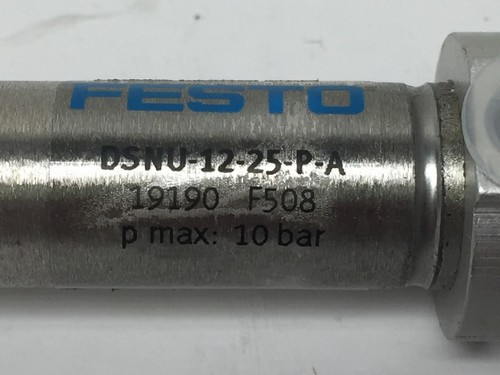 FESTO
DSNU-12-25-P-A
19190 F508
p max: 10 bar